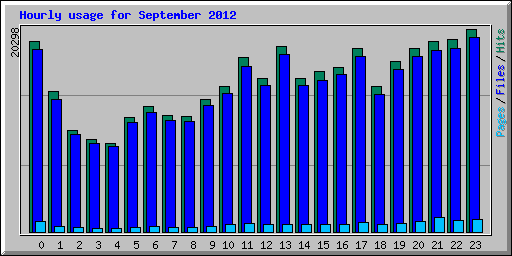 Hourly usage for September 2012
20298
Pages/Files/Hits
0 1 2 3 4 5 6 7 8 9 10 11 12 13 14 15 16 17 18 19 20 21 22 23